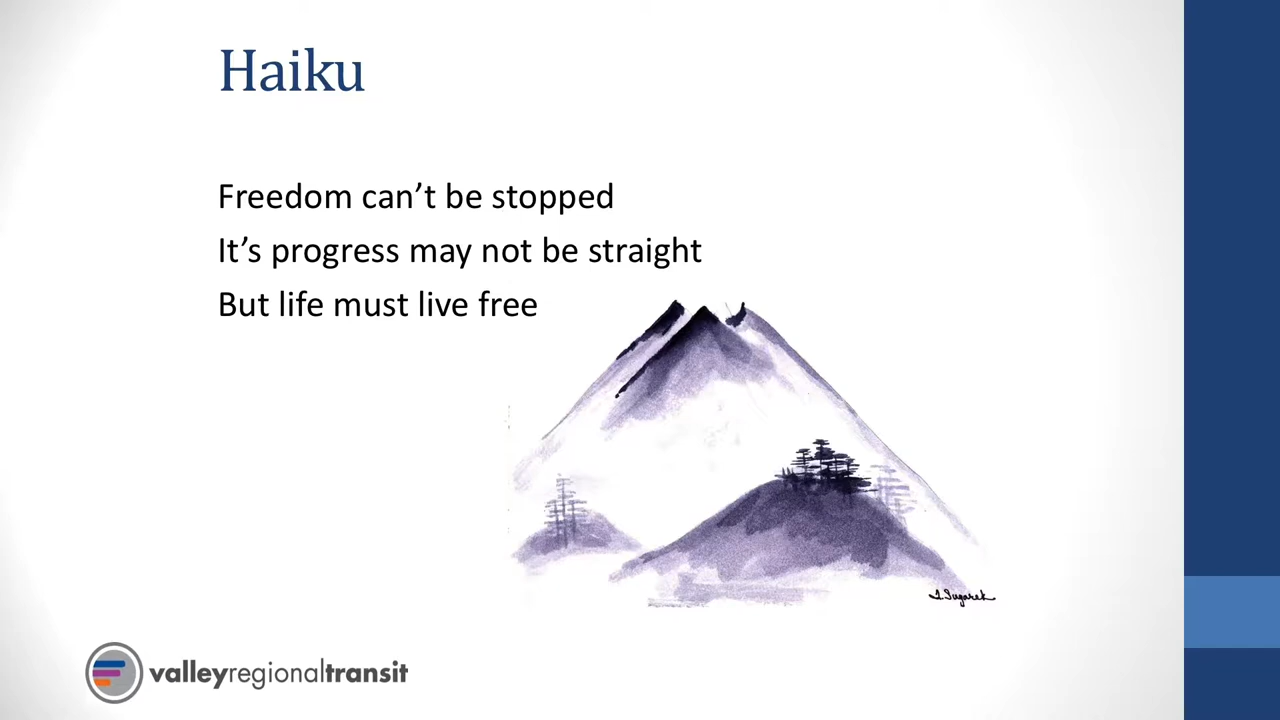 Haiku
Freedom can’t be stopped
It’s progress may not be straight
But life must live free
valleyregionaltransit